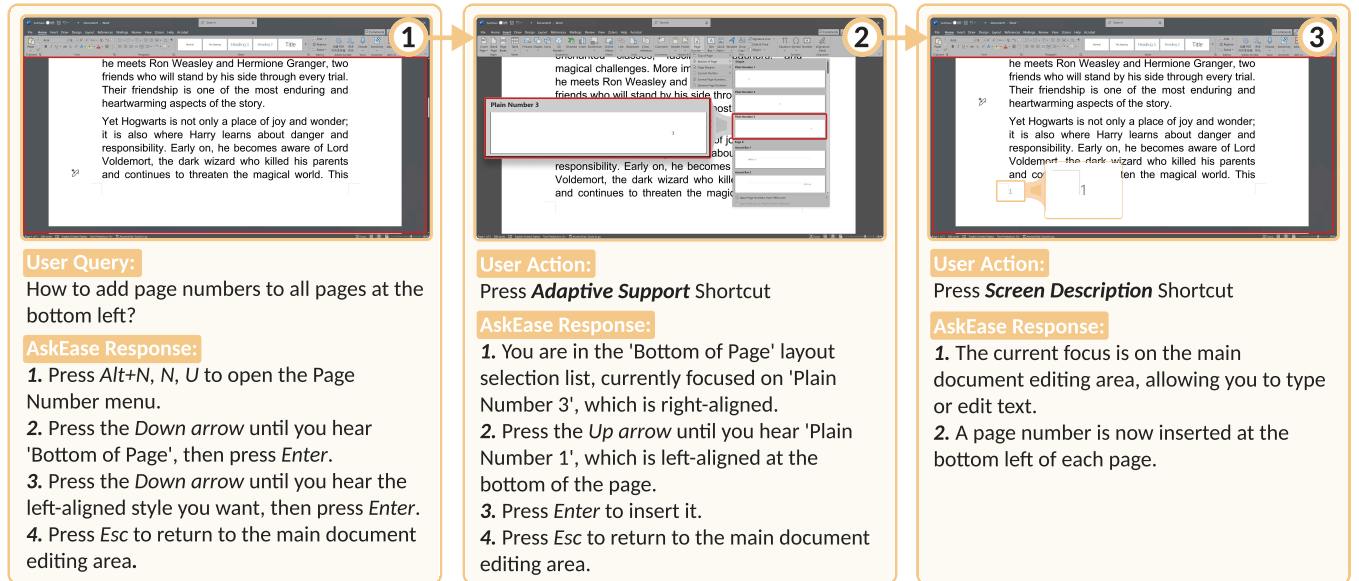 1
he meets Ron Weasley and Hermione Granger, two
friends who will stand by his side through every trial.
Their friendship is one of the most enduring and
heartwarming aspects of the story.
Yet Hogwarts is not only a place of joy and wonder;
it is also where Harry learns about danger and
responsibility. Early on, he becomes aware of Lord
Voldemort, the dark wizard who killed his parents
and continues to threaten the magical world. This
User Query:
How to add page numbers to all pages at the
bottom left?
AskEase Response:
1. Press Alt+N, N, U to open the Page
Number menu.
2. Press the Down arrow until you hear
'Bottom of Page', then press Enter.
3. Press the Down arrow until you hear the
left-aligned style you want, then press Enter.
4. Press Esc to return to the main document
editing area.
2
magical challenges. More
he meets Ron Weasley and Hermione
friends who will stand by his side
Plain Number 3
responsibility. Early on, he becomes
Voldemort, the dark wizard who
and continues to threaten the
User Action:
Press Adaptive Support Shortcut
AskEase Response:
1. You are in the 'Bottom of Page' layout
selection list, currently focused on 'Plain
Number 3', which is right-aligned.
2. Press the Up arrow until you hear 'Plain
Number 1', which is left-aligned at the
bottom of the page.
3. Press Enter to insert it.
4. Press Esc to return to the main document
editing area.
3
he meets Ron Weasley and Hermione Granger, two
friends who will stand by his side through every trial.
Their friendship is one of the most enduring and
heartwarming aspects of the story.
Yet Hogwarts is not only a place of joy and wonder;
it is also where Harry learns about danger and
responsibility. Early on, he becomes aware of Lord
Voldemort, the dark wizard who killed his parents
and the magical world. This
1
1
User Action:
Press Screen Description Shortcut
AskEase Response:
1. The current focus is on the main
document editing area, allowing you to type
or edit text.
2. A page number is now inserted at the
bottom left of each page.